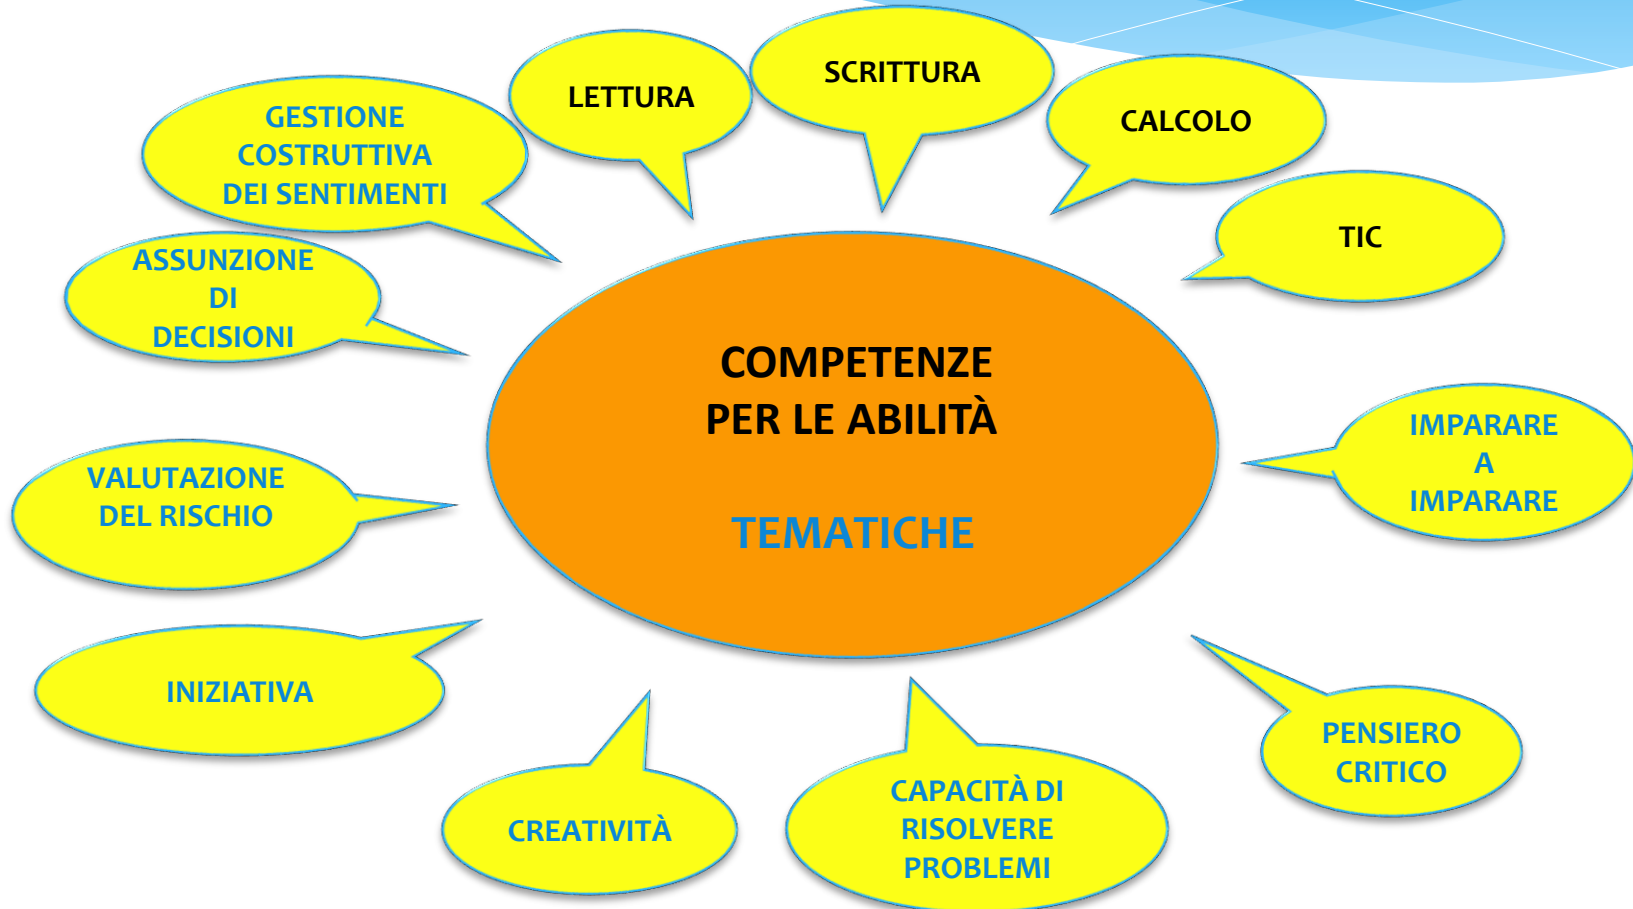 SCRITTURA
LETTURA
CALCOLO
GESTIONE
COSTRUTTIVA
DEI SENTIMENTI
TIC
ASSUNZIONE
DI
DECISIONI
COMPETENZE
PER LE ABILITÀ
TEMATICHE
IMPARARE
A
IMPARARE
VALUTAZIONE
DEL RISCHIO
INIZIATIVA
PENSIERO
CRITICO
CREATIVITÀ
CAPACITÀ DI
RISOLVERE
PROBLEMI